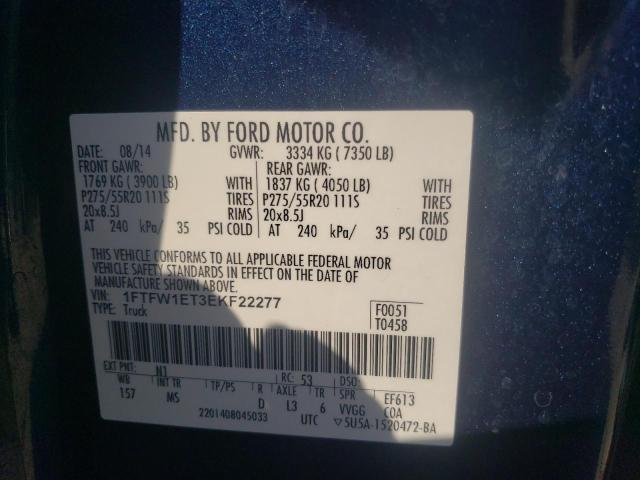 MFD. BY FORD MOTOR CO.
DATE: 08/14 GVWR: 3334 KG ( 7350 LB)
FRONT GAWR: REAR GAWR:
1769 KG ( 3900 LB) WITH 1837 KG ( 4050 LB) WITH
P275/55R20 111S TIRES P275/55R20 111S TIRES
20x8.5J RIMS 20x8.5J RIMS
AT 240 kPa/ 35 PSI COLD AT 240 kPa/ 35 PSI COLD
THIS VEHICLE CONFORMS TO ALL APPLICABLE FEDERAL MOTOR
VEHICLE SAFETY STANDARDS IN EFFECT ON THE DATE OF
MANUFACTURE SHOWN ABOVE.
VIN: 1FTFW1ET3EKF22277 F0051
TYPE: Truck T0458
EXT PNT: N1 RC: 53 DSO:
WB INT TR TP/PS R AXLE TR SPR EF613
157 MS D L3 6 VVGG COA
2201408045033 UTC ▽5U5A-1520472-BA